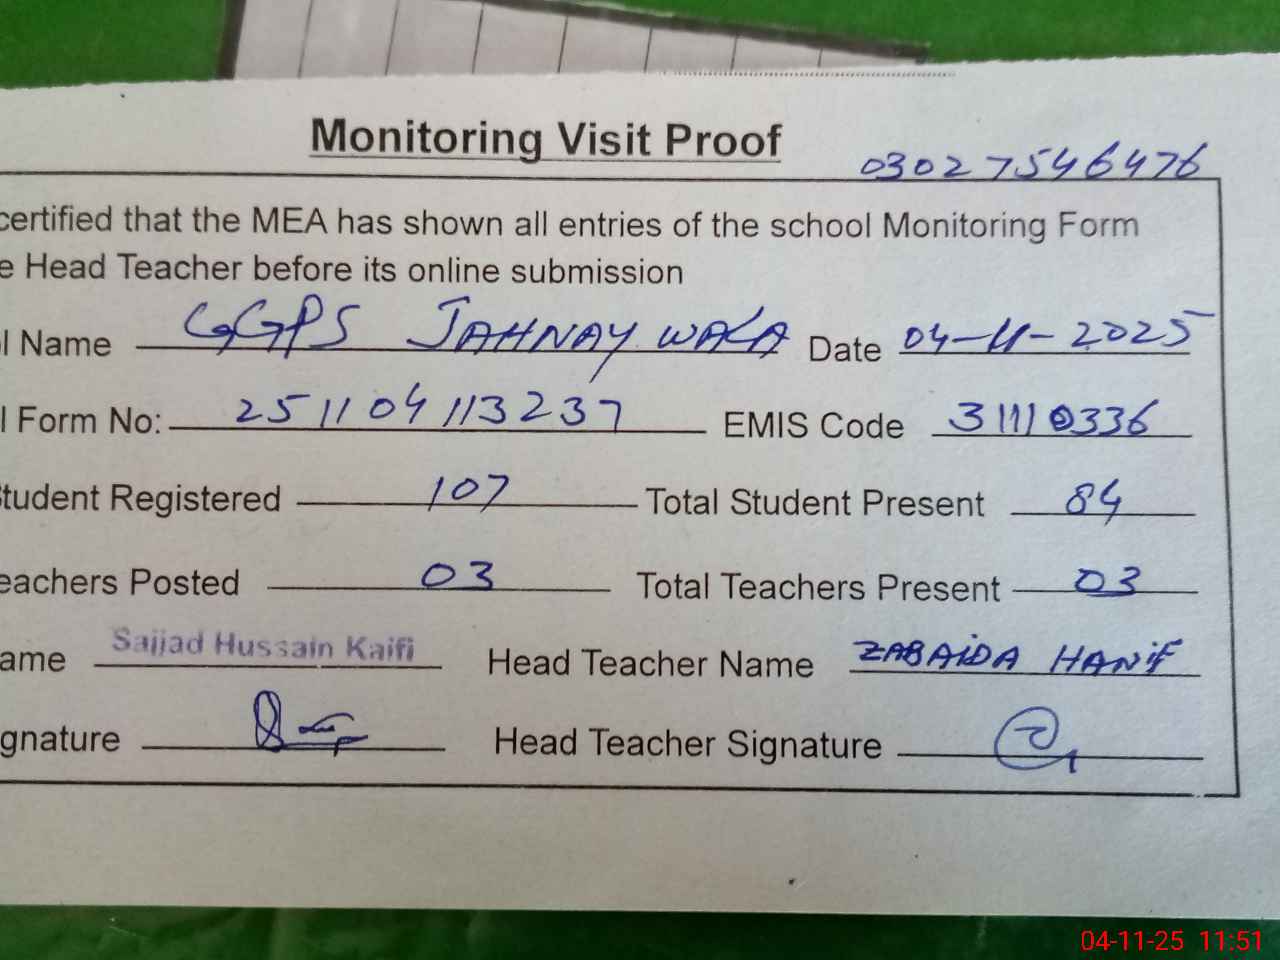 Monitoring Visit Proof
03027546476
certified that the MEA has shown all entries of the school Monitoring Form
e Head Teacher before its online submission
l Name GGPS JAHNAY WALA Date 04-11-2025
l Form No: 251104113237 EMIS Code 31110336
tudent Registered 107 Total Student Present 84
eachers Posted 03 Total Teachers Present 03
ame Sajjad Hussain Kaifi Head Teacher Name ZABAIDA HANIF
gnature Head Teacher Signature
04-11-25 11:51